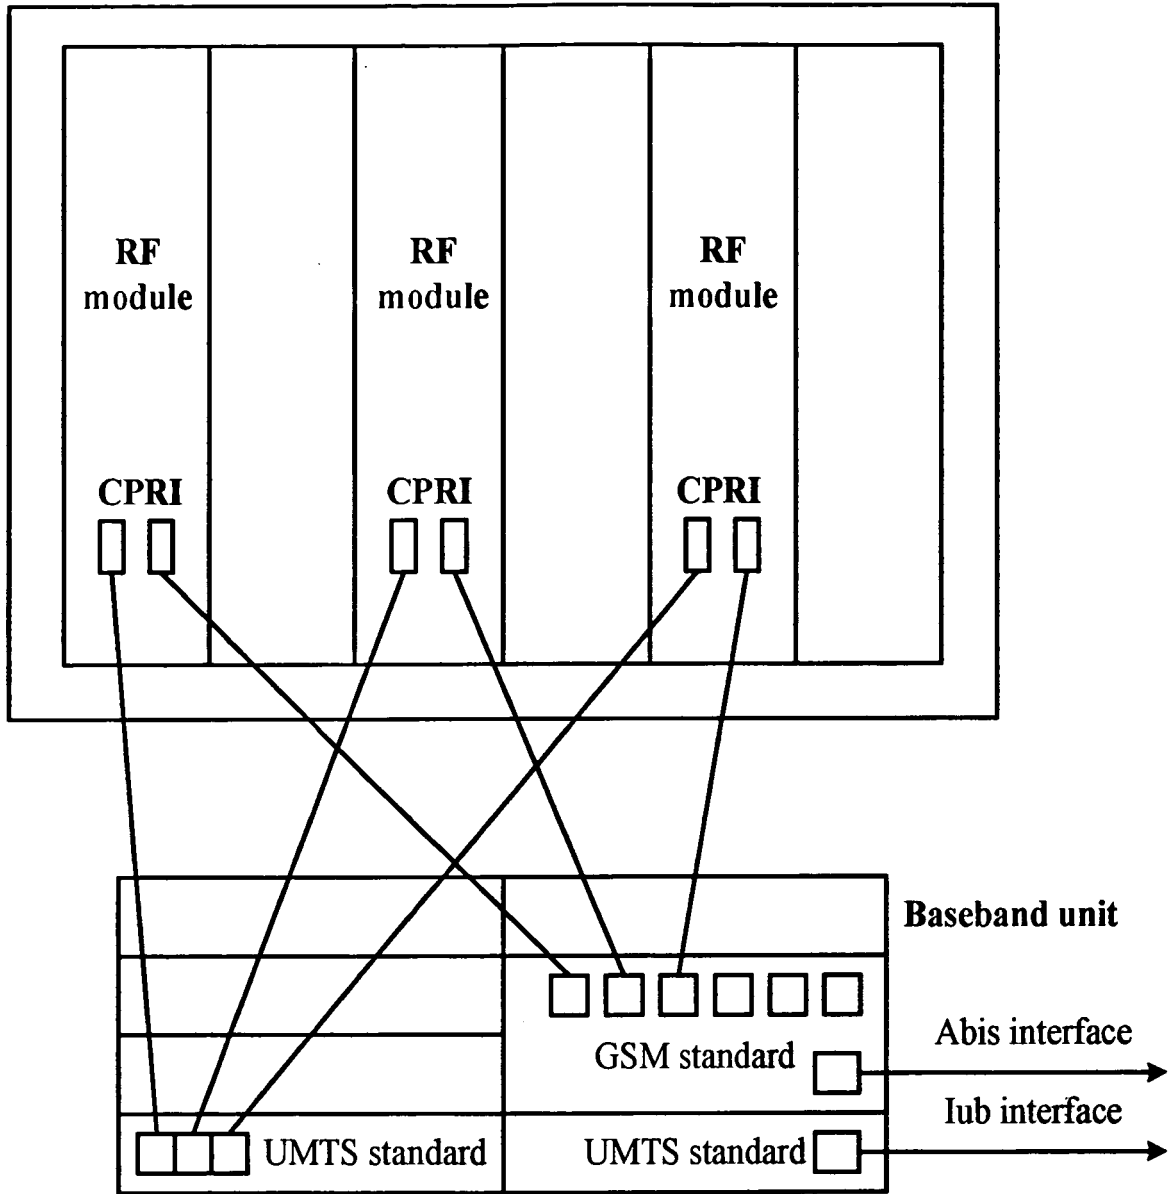 RF
module
RF
module
RF
module
CPRI
CPRI
CPRI
Baseband unit
GSM standard
Abis interface
Iub interface
UMTS standard
UMTS standard